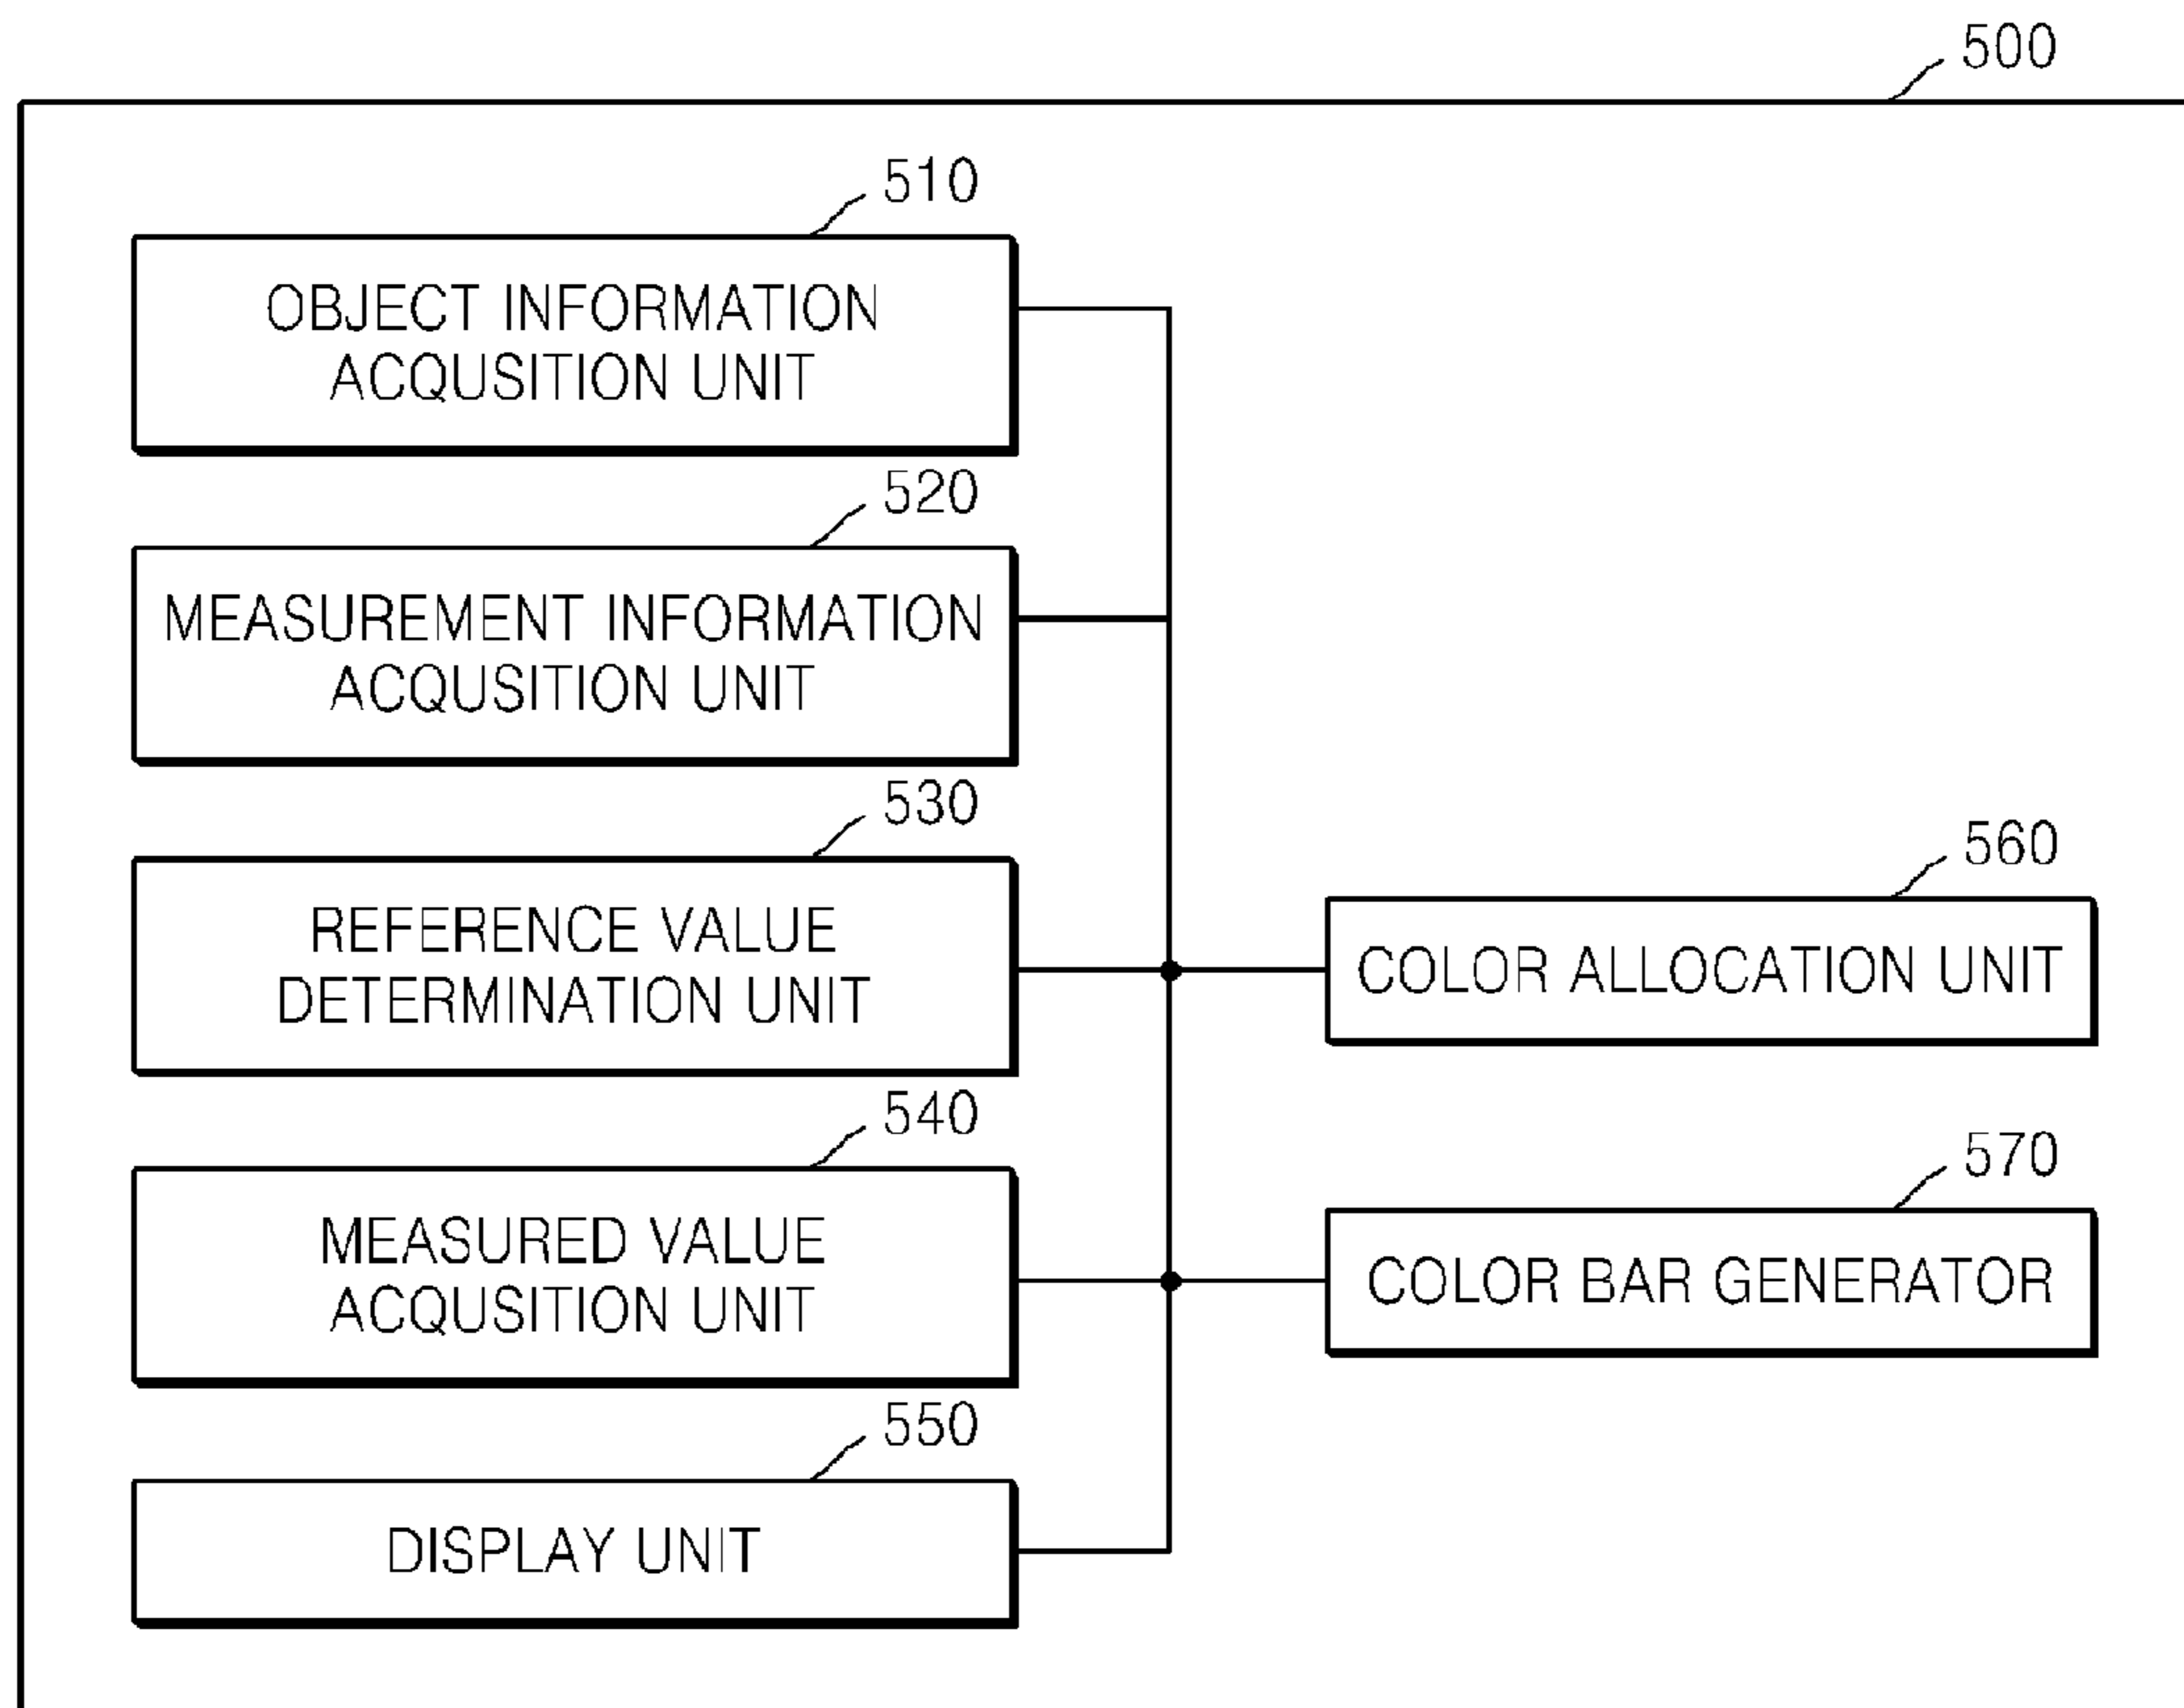 500
510
OBJECT INFORMATION
ACQUSITION UNIT
520
MEASUREMENT INFORMATION
ACQUSITION UNIT
530
REFERENCE VALUE
DETERMINATION UNIT
540
MEASURED VALUE
ACQUSITION UNIT
550
DISPLAY UNIT
560
COLOR ALLOCATION UNIT
570
COLOR BAR GENERATOR